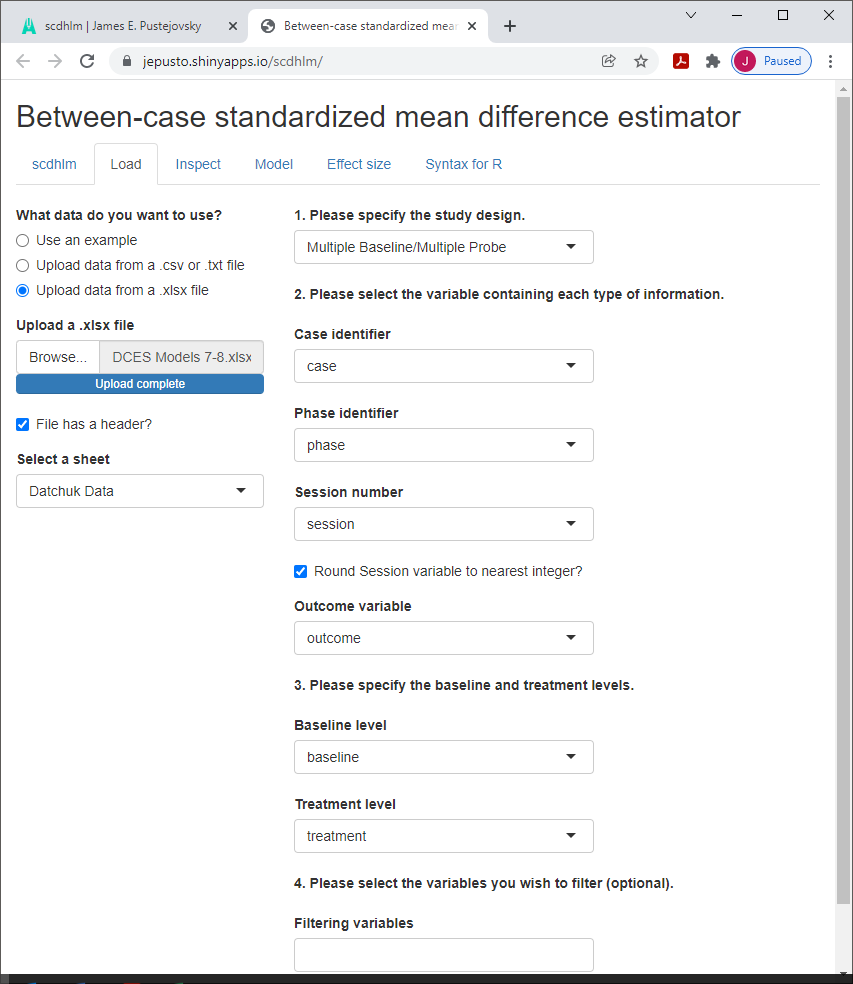 scdhlm | James E. Pustejovsky
Between-case standardized mea
jepusto.shinyapps.io/scdhlm/
J Paused
Between-case standardized mean difference estimator
scdhlm Load Inspect Model Effect size Syntax for R
What data do you want to use?
Use an example
Upload data from a .csv or .txt file
Upload data from a .xlsx file
Upload a .xlsx file
Browse... DCES Models 7-8.xlsx
Upload complete
File has a header?
Select a sheet
Datchuk Data
1. Please specify the study design.
Multiple Baseline/Multiple Probe
2. Please select the variable containing each type of information.
Case identifier
case
Phase identifier
phase
Session number
session
Round Session variable to nearest integer?
Outcome variable
outcome
3. Please specify the baseline and treatment levels.
Baseline level
baseline
Treatment level
treatment
4. Please select the variables you wish to filter (optional).
Filtering variables